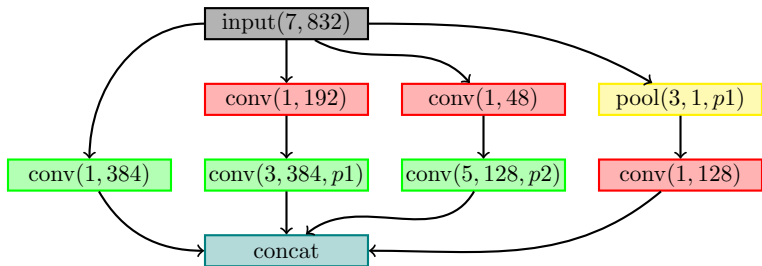 input(7, 832)
conv(1, 192)
conv(1, 48)
pool(3, 1, p1)
conv(1, 384)
conv(3, 384, p1)
conv(5, 128, p2)
conv(1, 128)
concat